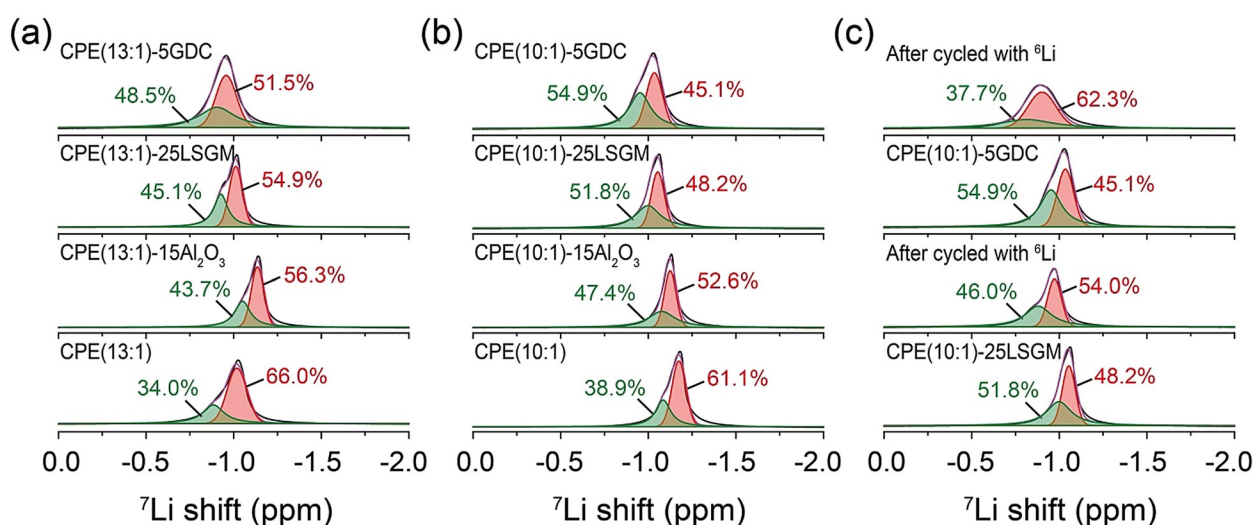 (a)
CPE(13:1)-5GDC
48.5%
51.5%
CPE(13:1)-25LSGM
45.1%
54.9%
CPE(13:1)-15Al₂O₃
43.7%
56.3%
CPE(13:1)
34.0%
66.0%
0.0 -0.5 -1.0 -1.5 -2.0
⁷Li shift (ppm)
(b)
CPE(10:1)-5GDC
54.9%
45.1%
CPE(10:1)-25LSGM
51.8%
48.2%
CPE(10:1)-15Al₂O₃
47.4%
52.6%
CPE(10:1)
38.9%
61.1%
0.0 -0.5 -1.0 -1.5 -2.0
⁷Li shift (ppm)
(c)
After cycled with ⁶Li
37.7%
62.3%
CPE(10:1)-5GDC
54.9%
45.1%
After cycled with ⁶Li
46.0%
54.0%
CPE(10:1)-25LSGM
51.8%
48.2%
0.0 -0.5 -1.0 -1.5 -2.0
⁷Li shift (ppm)